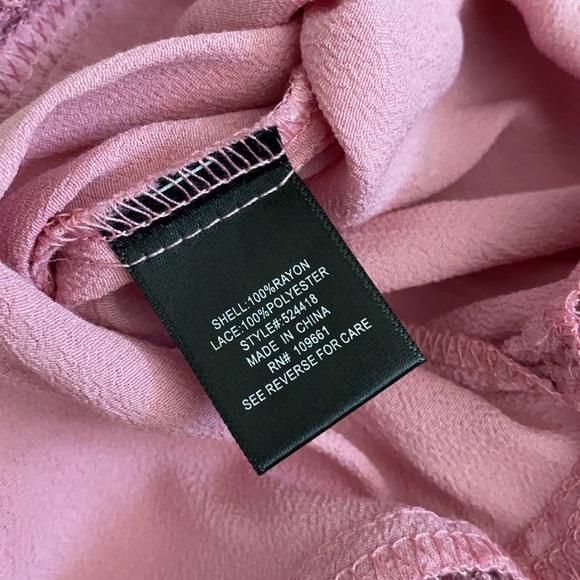 SHELL:100%RAYON
LACE:100%POLYESTER
STYLE#:524418
MADE IN CHINA
RN# 109661
SEE REVERSE FOR CARE